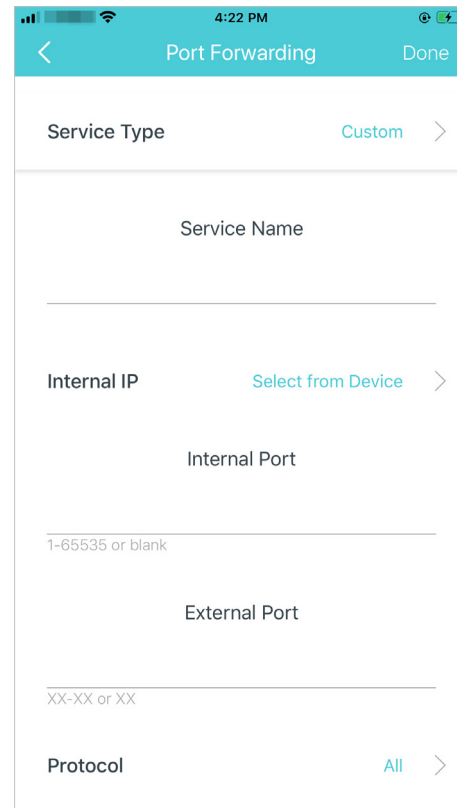 4:22 PM
Port Forwarding Done
Service Type Custom
Service Name
Internal IP Select from Device
Internal Port
1-65535 or blank
External Port
XX-XX or XX
Protocol All